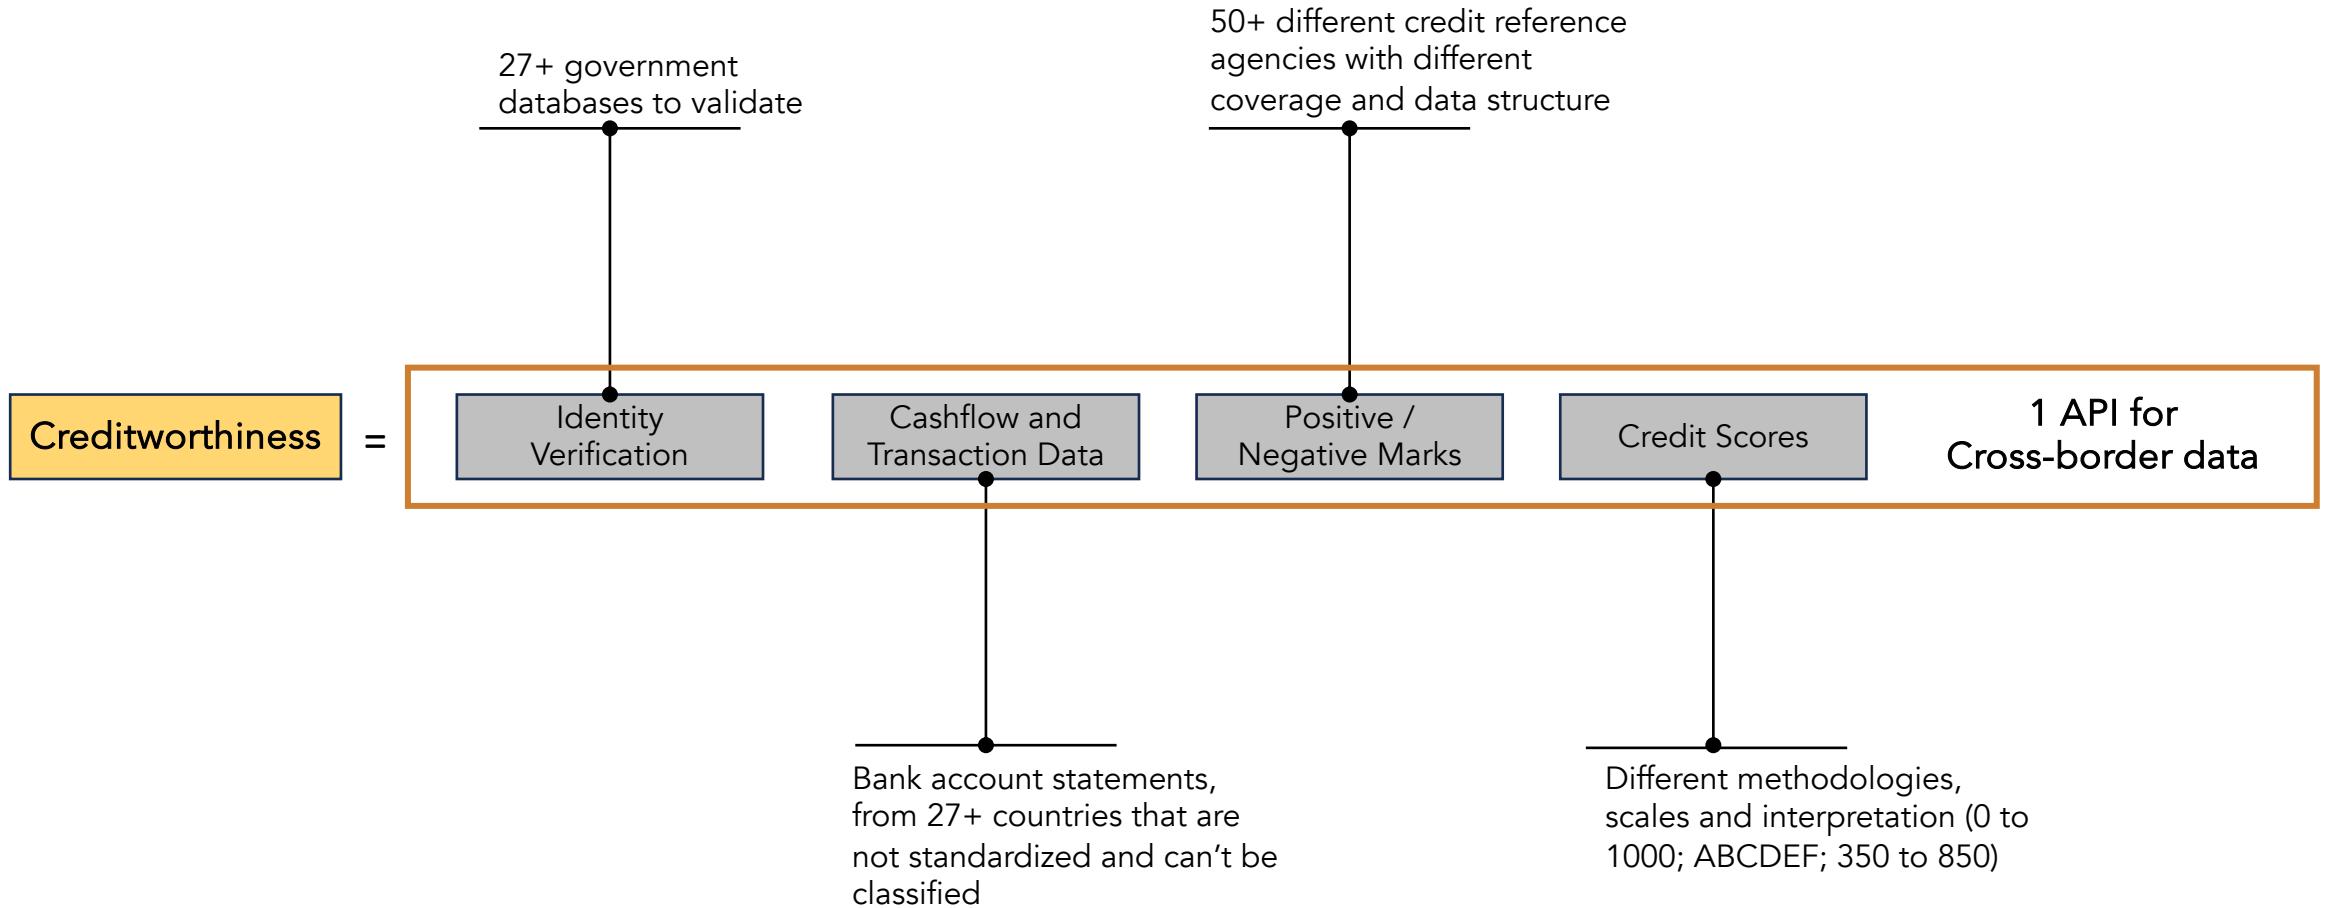 50+ different credit reference
agencies with different
coverage and data structure
27+ government
databases to validate
Creditworthiness
=
Identity
Verification
Cashflow and
Transaction Data
Positive /
Negative Marks
Credit Scores
1 API for
Cross-border data
Bank account statements,
from 27+ countries that are
not standardized and can’t be
classified
Different methodologies,
scales and interpretation (0 to
1000; ABCDEF; 350 to 850)